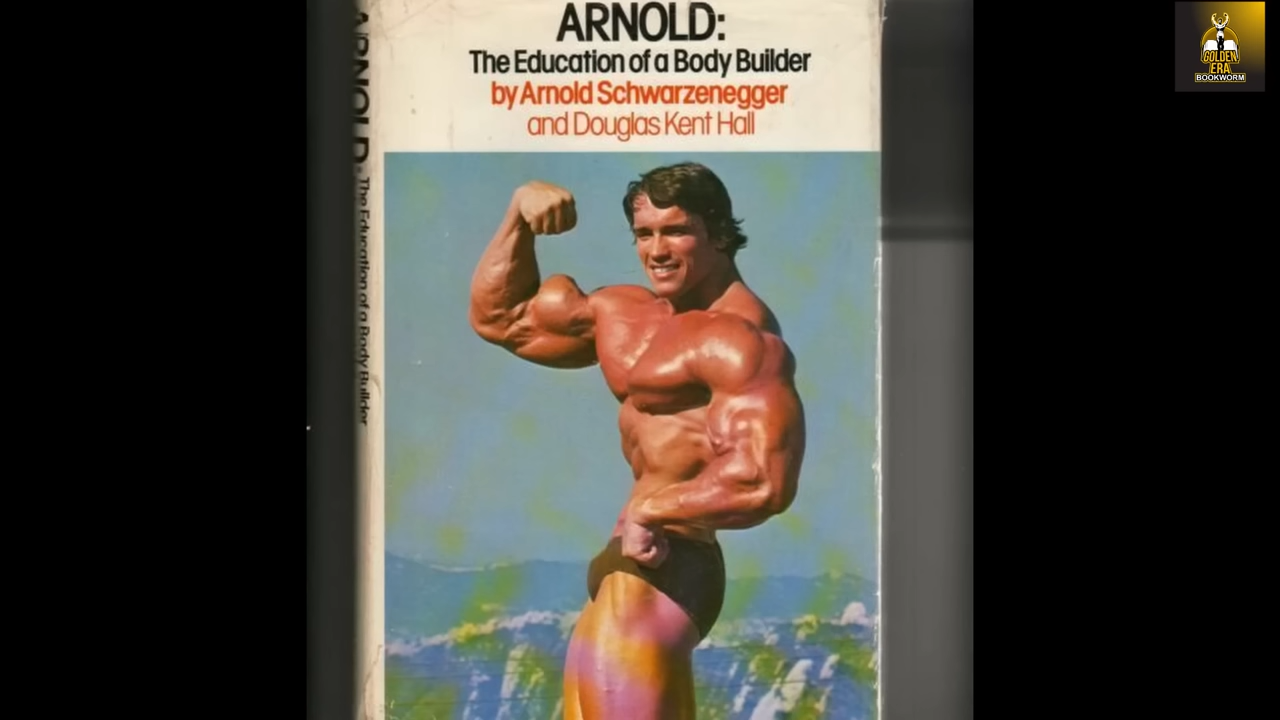 ARNOLD:
The Education of a Body Builder
by Arnold Schwarzenegger
and Douglas Kent Hall
ARNOLD: The Education of a Body Builder
GOLDEN
ERA
BOOKWORM